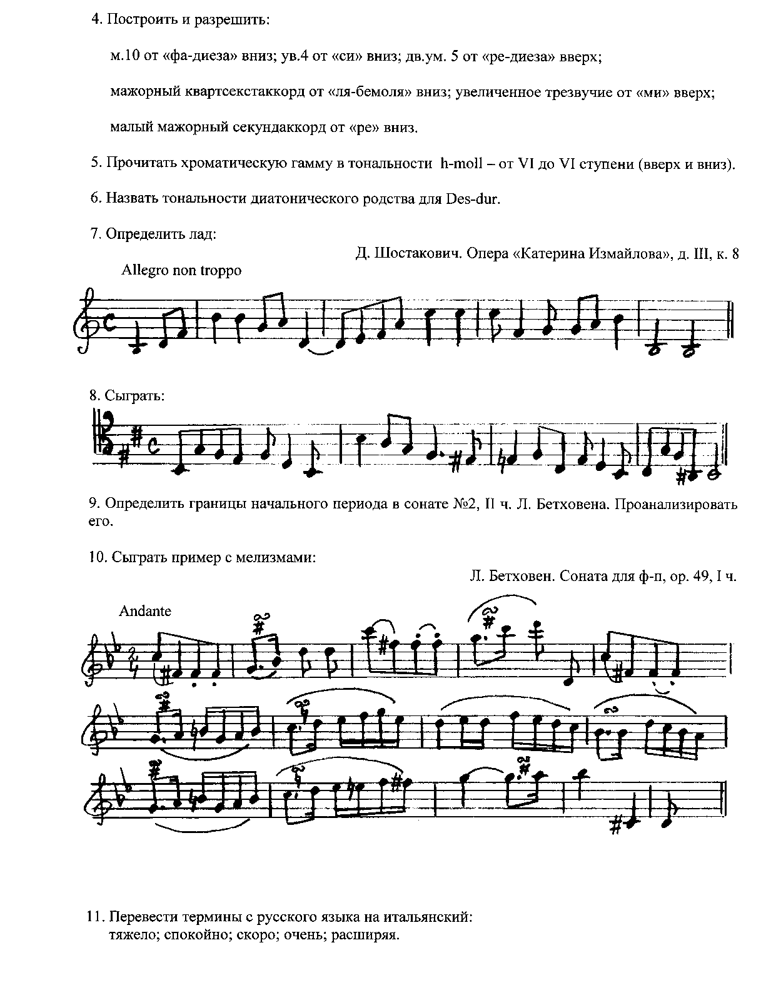 4. Построить и разрешить:
м.10 от «фа-диеза» вниз; ув.4 от «си» вниз; дв.ум. 5 от «ре-диеза» вверх;
мажорный квартсекстаккорд от «ля-бемоля» вниз; увеличенное трезвучие от «ми» вверх;
малый мажорный секундаккорд от «ре» вниз.
5. Прочитать хроматическую гамму в тональности h-moll – от VI до VI ступени (вверх и вниз).
6. Назвать тональности диатонического родства для Des-dur.
7. Определить лад:
Д. Шостакович. Опера «Катерина Измайлова», д. III, к. 8
Allegro non troppo
8. Сыграть:
9. Определить границы начального периода в сонате №2, II ч. Л. Бетховена. Проанализировать
его.
10. Сыграть пример с мелизмами:
Л. Бетховен. Соната для ф-п, ор. 49, I ч.
Andante
2
4
11. Перевести термины с русского языка на итальянский:
тяжело; спокойно; скоро; очень; расширяя.